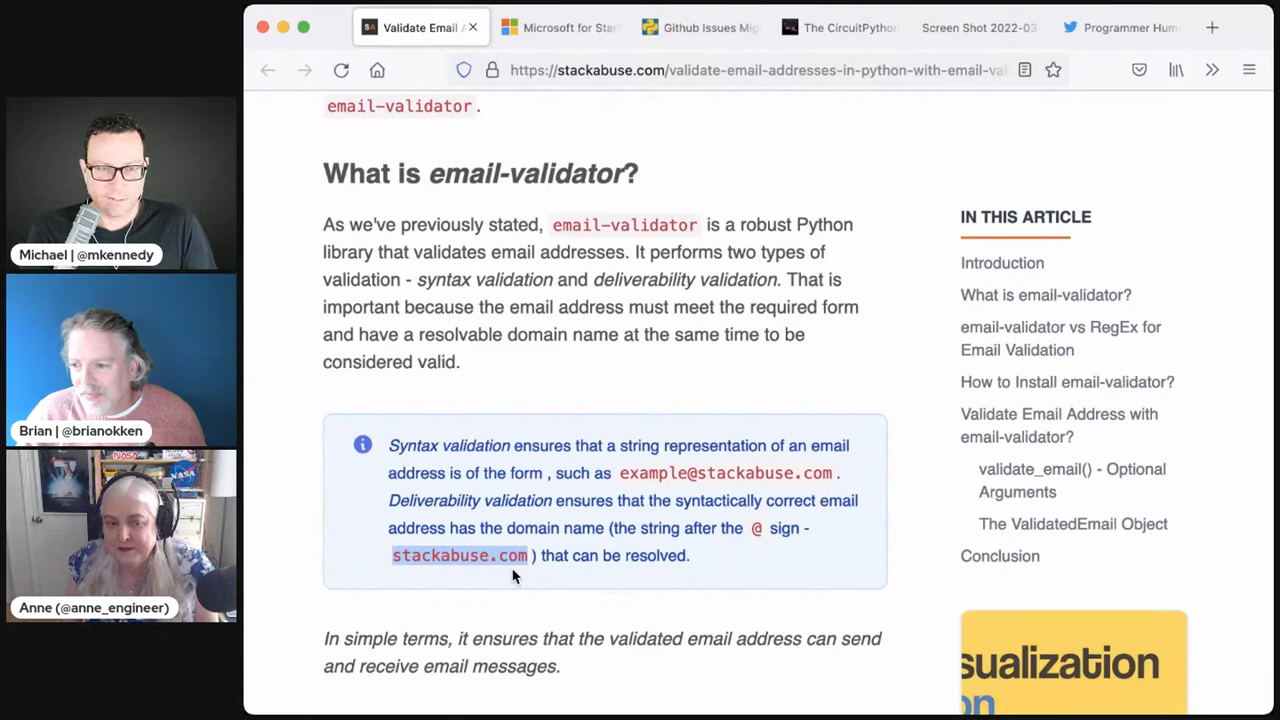 Validate Email A
Microsoft for Start
Github Issues Mig
The CircuitPython
Screen Shot 2022-03-
Programmer Hum
https://stackabuse.com/validate-email-addresses-in-python-with-email-val
email-validator.
What is email-validator?
As we've previously stated, email-validator is a robust Python
library that validates email addresses. It performs two types of
validation - syntax validation and deliverability validation. That is
important because the email address must meet the required form
and have a resolvable domain name at the same time to be
considered valid.
Syntax validation ensures that a string representation of an email
address is of the form , such as example@stackabuse.com.
Deliverability validation ensures that the syntactically correct email
address has the domain name (the string after the @ sign -
stackabuse.com ) that can be resolved.
In simple terms, it ensures that the validated email address can send
and receive email messages.
IN THIS ARTICLE
Introduction
What is email-validator?
email-validator vs RegEx for
Email Validation
How to Install email-validator?
Validate Email Address with
email-validator?
validate_email() - Optional
Arguments
The ValidatedEmail Object
Conclusion
sualization
on
Michael | @mkennedy
Brian | @brianokken
NASA
NASA
Anne (@anne_engineer)